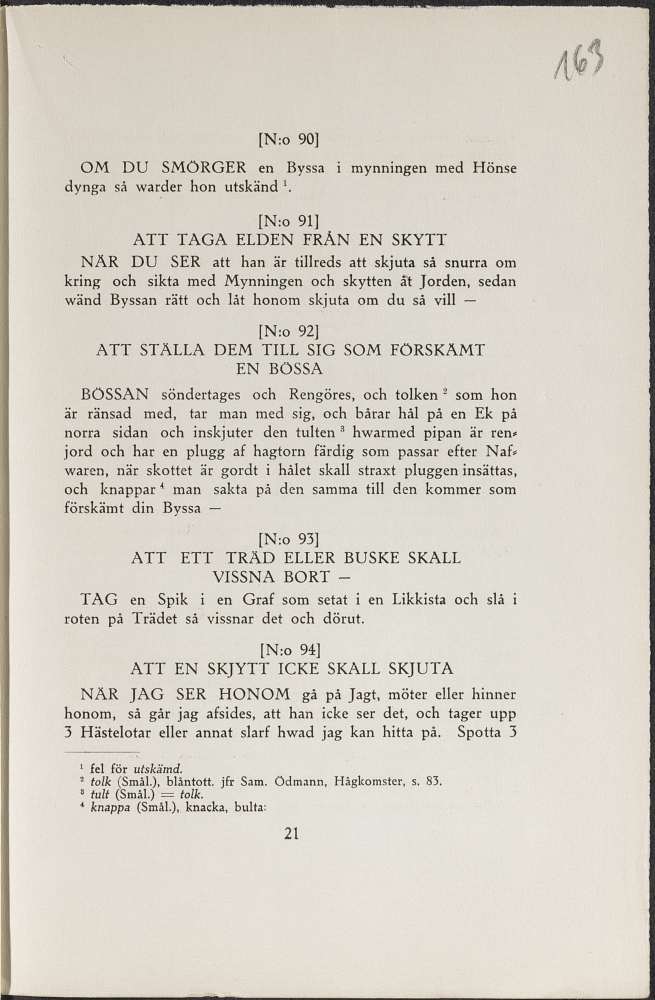 163
[N:o 90]
OM DU SMÖRGER en Byssa i mynningen med Hönse
dynga så warder hon utskänd ¹.
[N:o 91]
ATT TAGA ELDEN FRÅN EN SKYTT
NÄR DU SER att han är tillreds att skjuta så snurra om
kring och sikta med Mynningen och skytten åt Jorden, sedan
wänd Byssan rätt och låt honom skjuta om du så vill —
[N:o 92]
ATT STÄLLA DEM TILL SIG SOM FÖRSKÄMT
EN BÖSSA
BÖSSAN söndertages och Rengöres, och tolken ² som hon
är ränsad med, tar man med sig, och bårar hål på en Ek på
norra sidan och inskjuter den tulten ³ hwarmed pipan är ren⸗
jord och har en plugg af hagtorn färdig som passar efter Naf⸗
waren, när skottet är gordt i hålet skall straxt pluggen insättas,
och knappar ⁴ man sakta på den samma till den kommer som
förskämt din Byssa —
[N:o 93]
ATT ETT TRÄD ELLER BUSKE SKALL
VISSNA BORT —
TAG en Spik i en Graf som setat i en Likkista och slå i
roten på Trädet så vissnar det och dörut.
[N:o 94]
ATT EN SKJYTT ICKE SKALL SKJUTA
NÄR JAG SER HONOM gå på Jagt, möter eller hinner
honom, så går jag afsides, att han icke ser det, och tager upp
3 Hästelotar eller annat slarf hwad jag kan hitta på. Spotta 3
¹ fel för utskämd.
² tolk (Smål.), blåntott. jfr Sam. Ödmann, Hågkomster, s. 83.
³ tult (Smål.) = tolk.
⁴ knappa (Smål.), knacka, bulta:
21